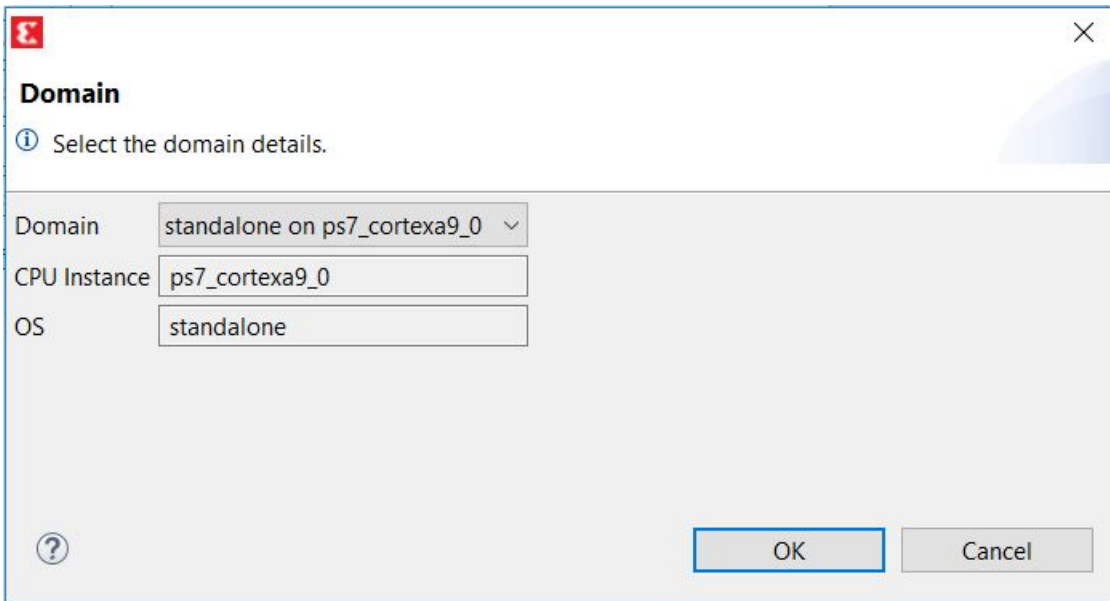 Domain
Select the domain details.
Domain standalone on ps7_cortexa9_0
CPU Instance ps7_cortexa9_0
OS standalone
OK Cancel